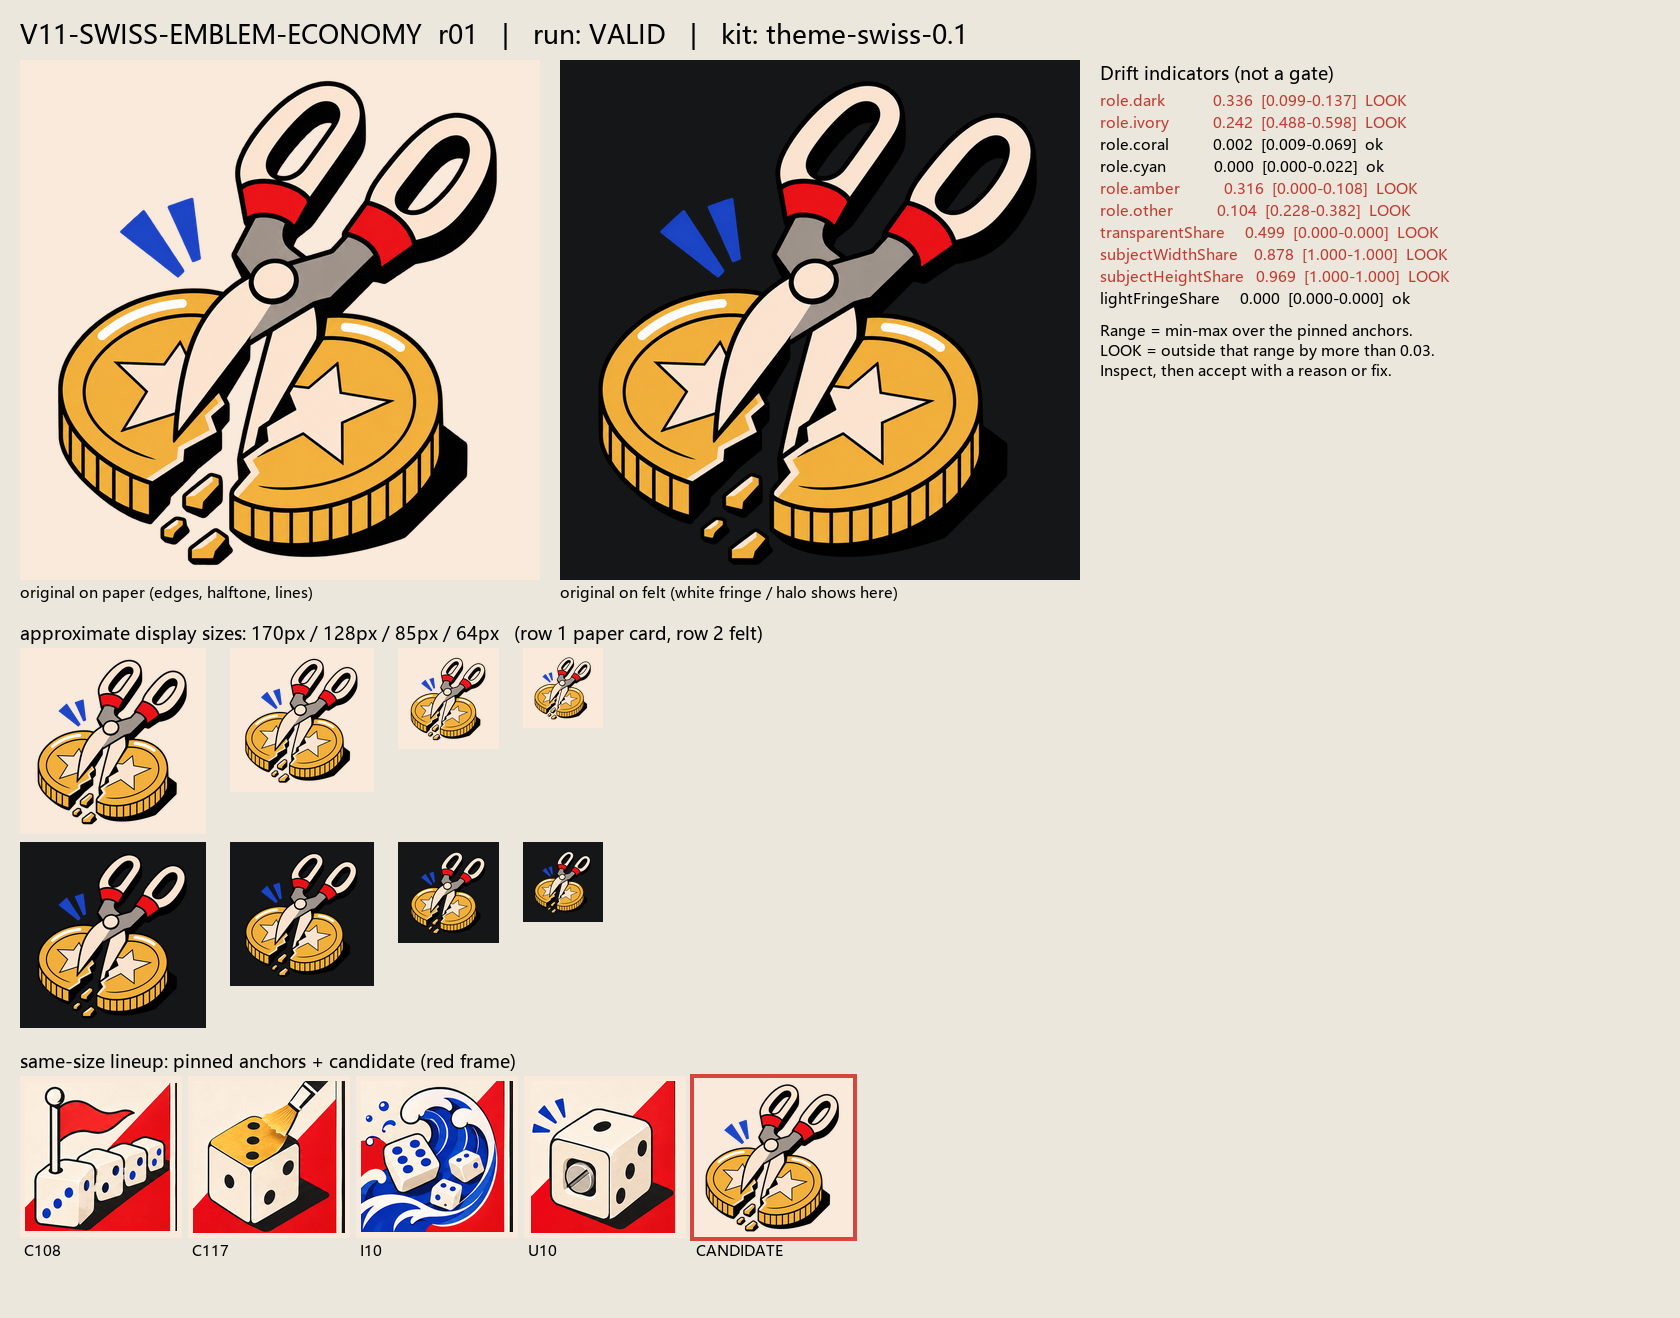 V11-SWISS-EMBLEM-ECONOMY r01 | run: VALID | kit: theme-swiss-0.1
Drift indicators (not a gate)
role.dark 0.336 [0.099-0.137] LOOK
role.ivory 0.242 [0.488-0.598] LOOK
role.coral 0.002 [0.009-0.069] ok
role.cyan 0.000 [0.000-0.022] ok
role.amber 0.316 [0.000-0.108] LOOK
role.other 0.104 [0.228-0.382] LOOK
transparentShare 0.499 [0.000-0.000] LOOK
subjectWidthShare 0.878 [1.000-1.000] LOOK
subjectHeightShare 0.969 [1.000-1.000] LOOK
lightFringeShare 0.000 [0.000-0.000] ok
Range = min-max over the pinned anchors.
LOOK = outside that range by more than 0.03.
Inspect, then accept with a reason or fix.
original on paper (edges, halftone, lines)
original on felt (white fringe / halo shows here)
approximate display sizes: 170px / 128px / 85px / 64px (row 1 paper card, row 2 felt)
same-size lineup: pinned anchors + candidate (red frame)
C108
C117
I10
U10
CANDIDATE